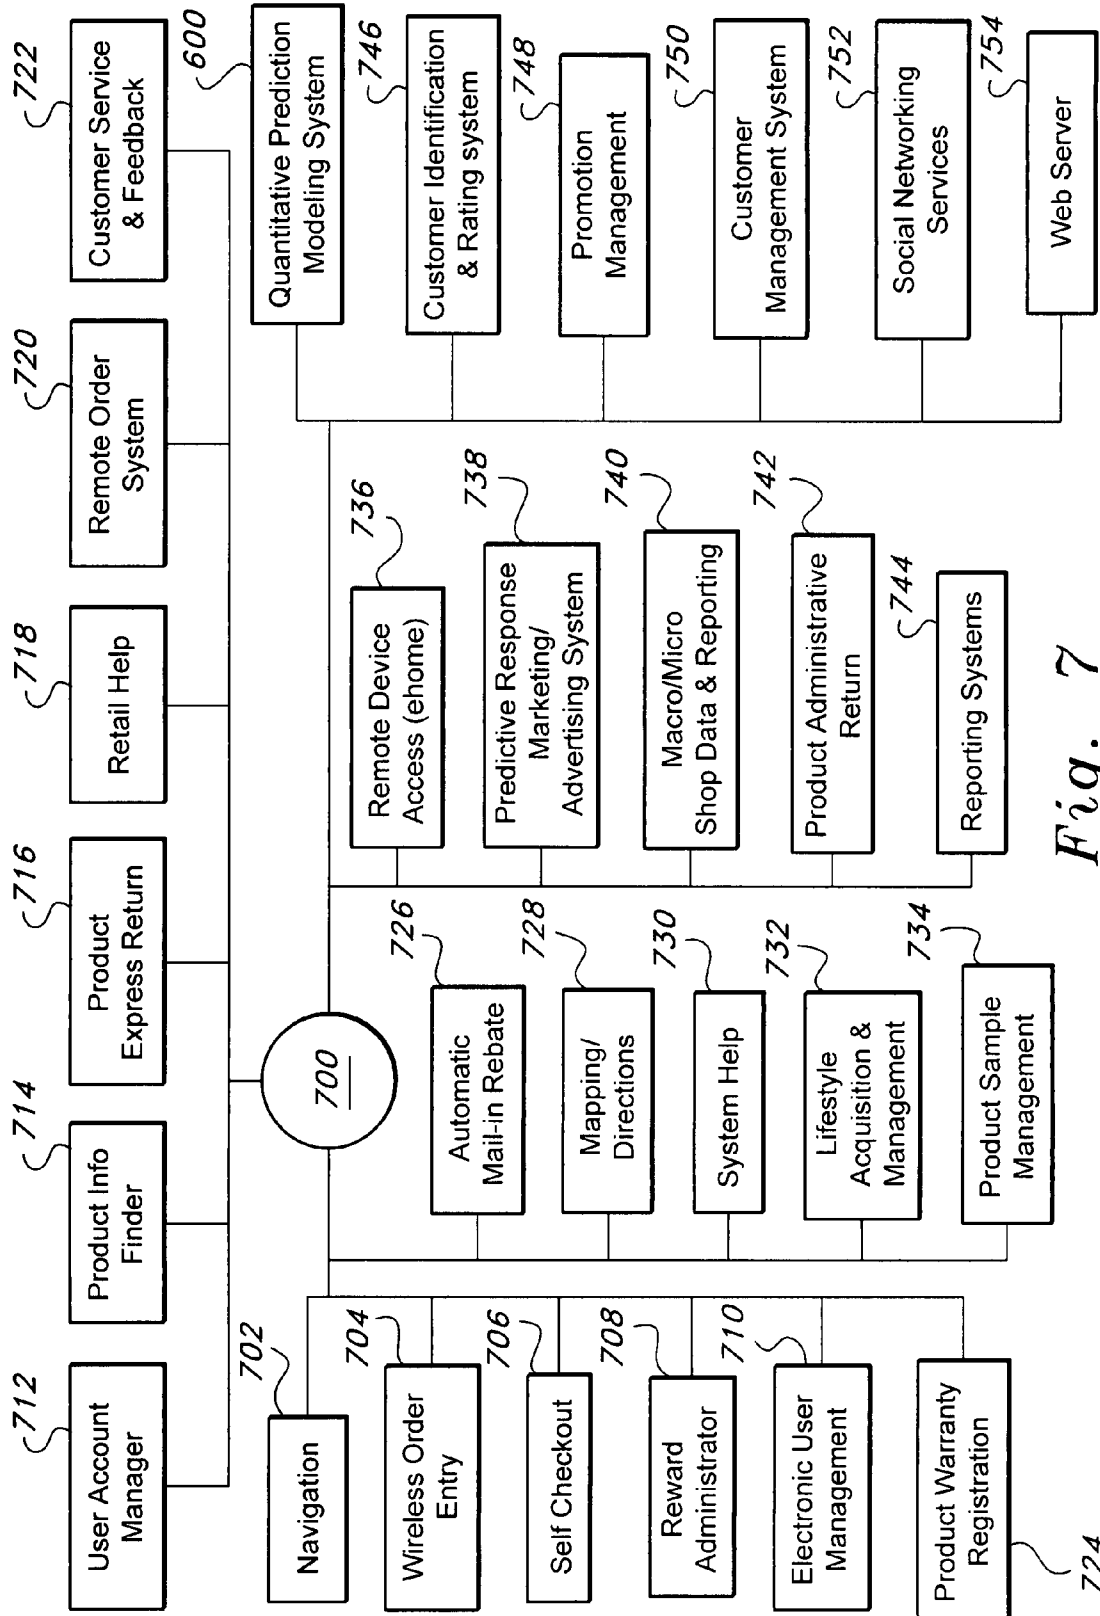 712
User Account
Manager
714
Product Info
Finder
716
Product
Express Return
718
Retail Help
720
Remote Order
System
722
Customer Service
& Feedback
700
702
Navigation
704
Wireless Order
Entry
706
Self Checkout
708
Reward
Administrator
710
Electronic User
Management
724
Product Warranty
Registration
726
Automatic
Mail-in Rebate
728
Mapping/
Directions
730
System Help
732
Lifestyle
Acquisition &
Management
734
Product Sample
Management
736
Remote Device
Access (ehome)
738
Predictive Response
Marketing/
Advertising System
740
Macro/Micro
Shop Data & Reporting
742
Product Administrative
Return
744
Reporting Systems
600
Quantitative Prediction
Modeling System
746
Customer Identification
& Rating system
748
Promotion
Management
750
Customer
Management System
752
Social Networking
Services
754
Web Server
Fig. 7